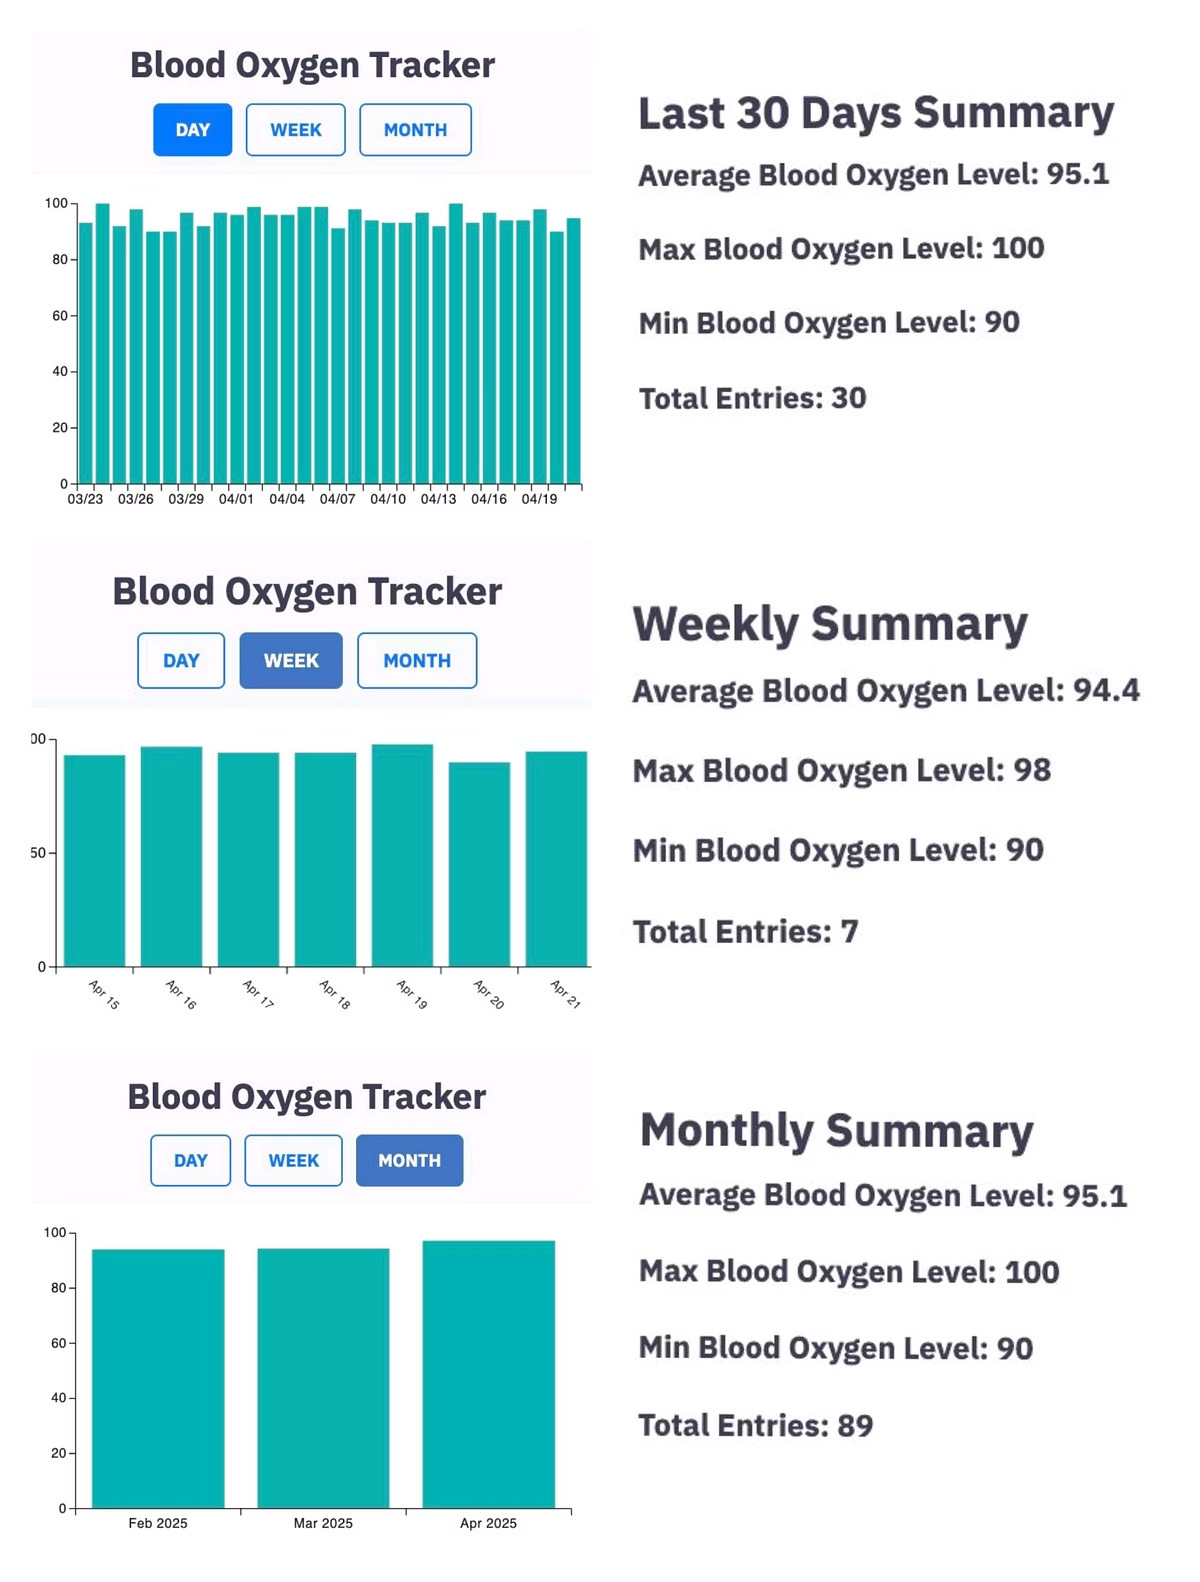 Blood Oxygen Tracker
DAY WEEK MONTH
100
80
60
40
20
0
03/23 03/26 03/29 04/01 04/04 04/07 04/10 04/13 04/16 04/19
Last 30 Days Summary
Average Blood Oxygen Level: 95.1
Max Blood Oxygen Level: 100
Min Blood Oxygen Level: 90
Total Entries: 30
Blood Oxygen Tracker
DAY WEEK MONTH
00
50
0
Apr 15 Apr 16 Apr 17 Apr 18 Apr 19 Apr 20 Apr 21
Weekly Summary
Average Blood Oxygen Level: 94.4
Max Blood Oxygen Level: 98
Min Blood Oxygen Level: 90
Total Entries: 7
Blood Oxygen Tracker
DAY WEEK MONTH
100
80
60
40
20
0
Feb 2025 Mar 2025 Apr 2025
Monthly Summary
Average Blood Oxygen Level: 95.1
Max Blood Oxygen Level: 100
Min Blood Oxygen Level: 90
Total Entries: 89